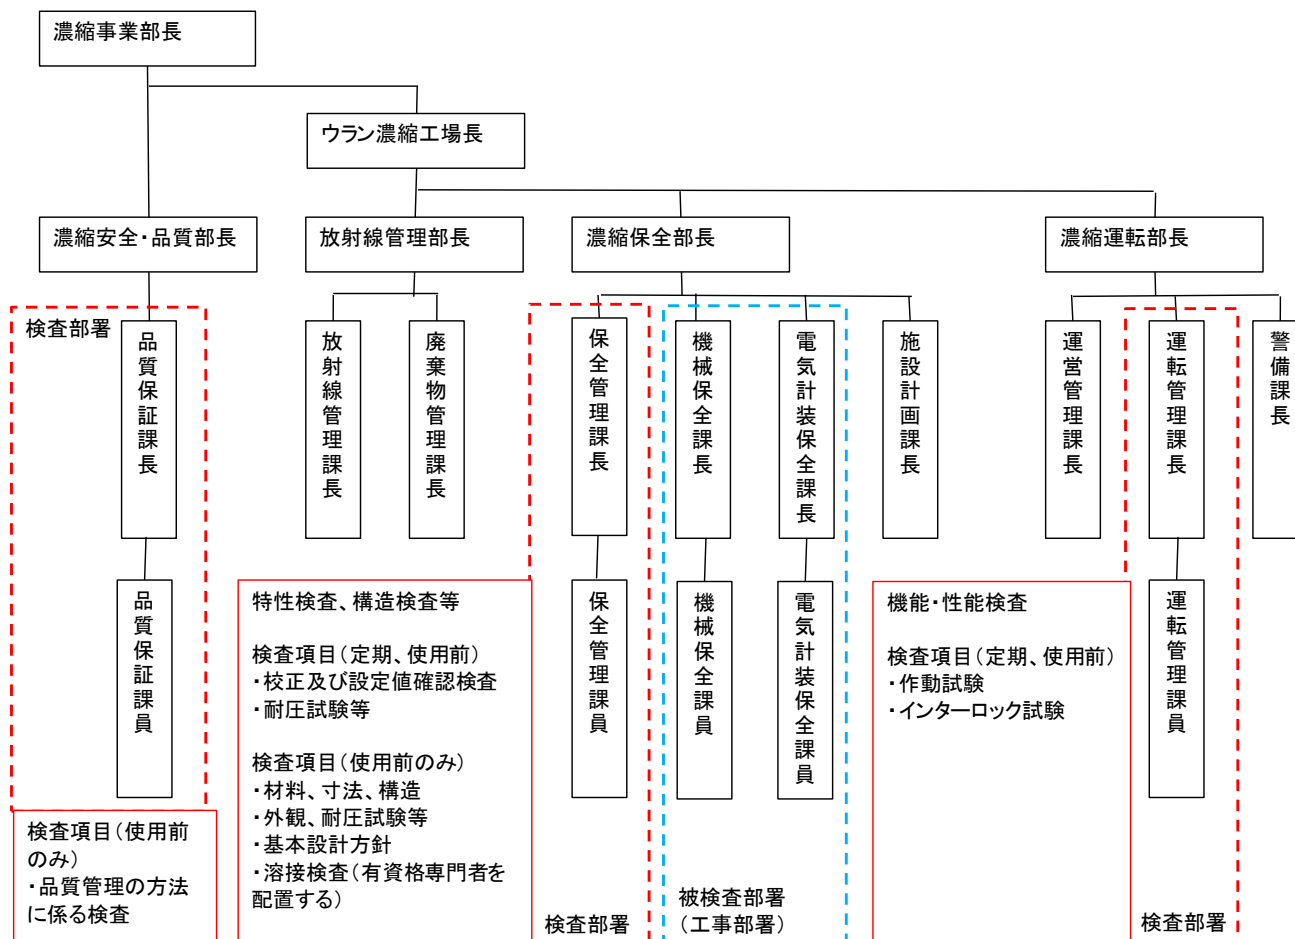 濃縮事業部長
ウラン濃縮工場長
濃縮安全・品質部長
放射線管理部長
濃縮保全部長
濃縮運転部長
検査部署
品質保証課長
放射線管理課長
廃棄物管理課長
保全管理課長
機械保全課長
電気計装保全課長
施設計画課長
運営管理課長
運転管理課長
警備課長
品質保証課員
特性検査、構造検査等
検査項目(定期、使用前)
・校正及び設定値確認検査
・耐圧試験等
検査項目(使用前のみ)
・材料、寸法、構造
・外観、耐圧試験等
・基本設計方針
・溶接検査(有資格専門者を
配置する)
保全管理課員
機械保全課員
電気計装保全課員
機能・性能検査
検査項目(定期、使用前)
・作動試験
・インターロック試験
運転管理課員
検査項目(使用前
のみ)
・品質管理の方法
に係る検査
検査部署
被検査部署
(工事部署)
検査部署